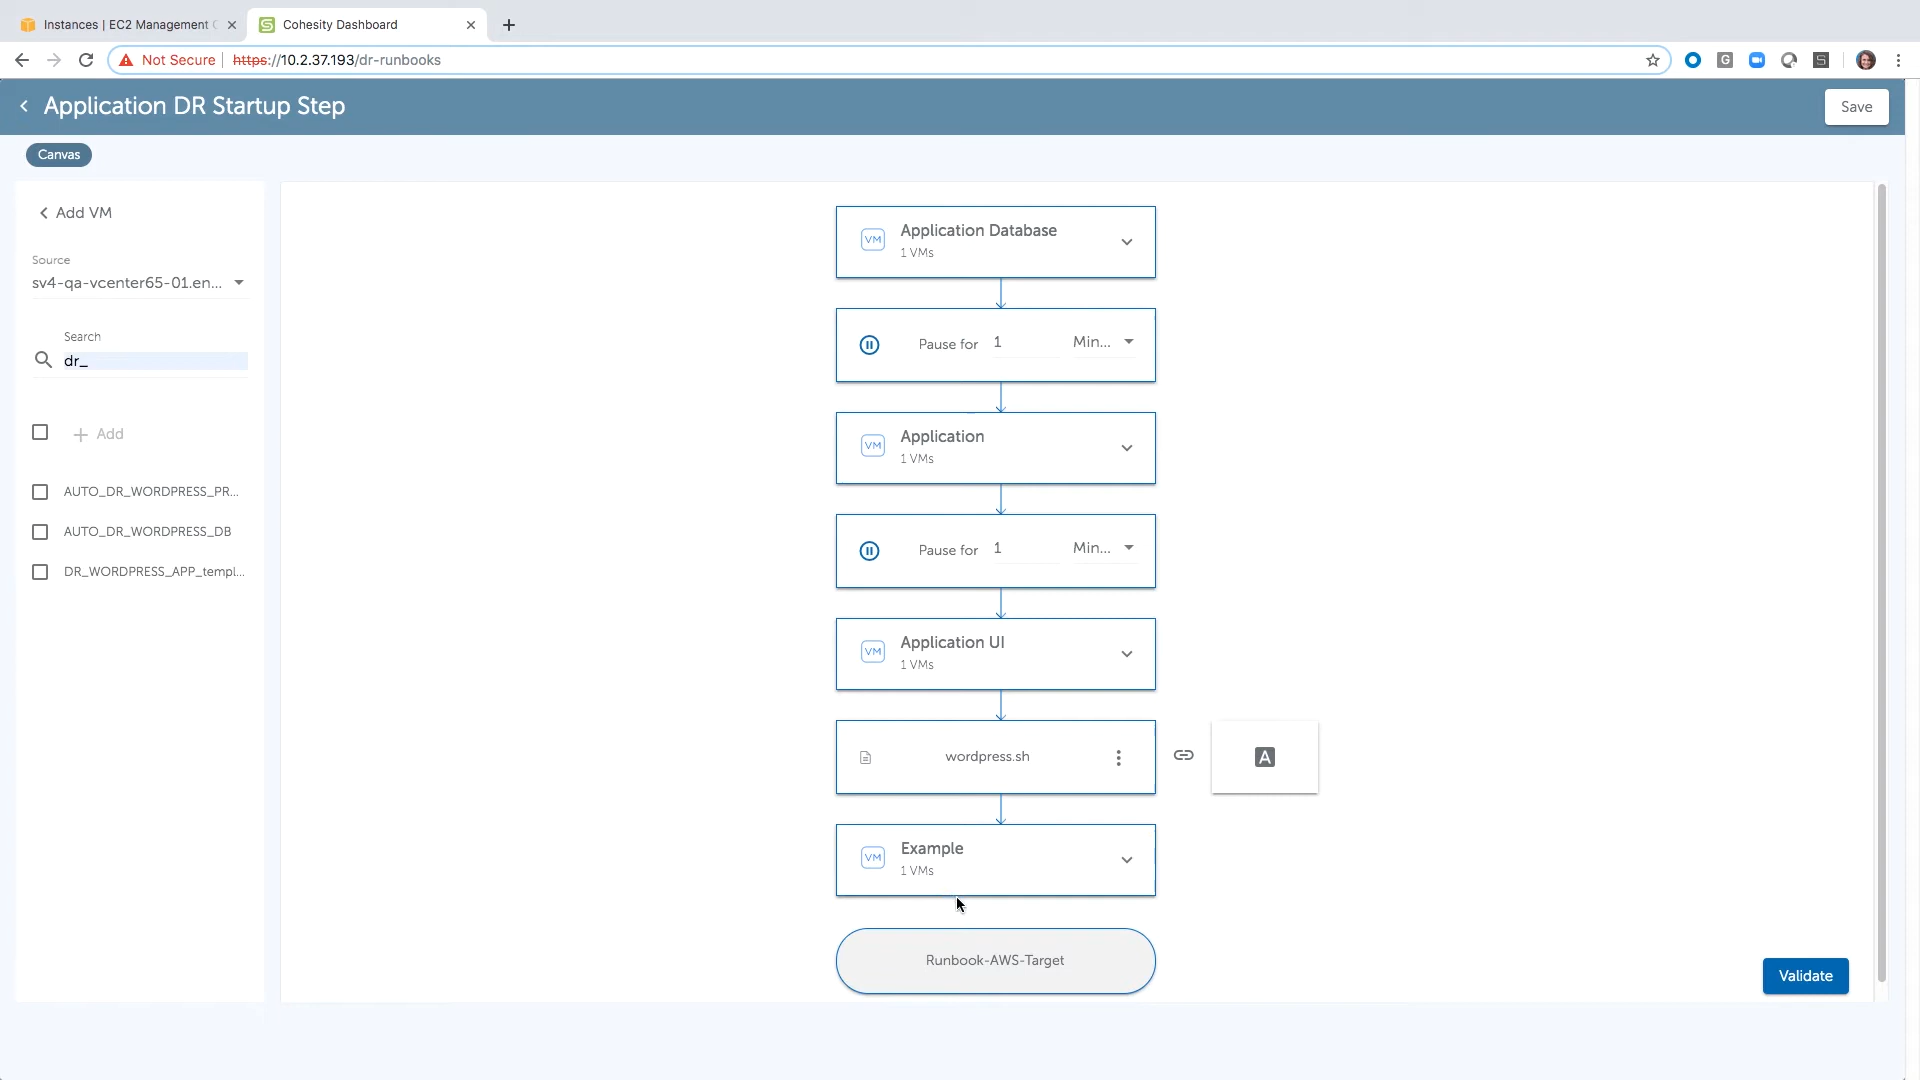 Instances | EC2 Management C
Cohesity Dashboard
Not Secure
https://10.2.37.193/dr-runbooks
G
S
Application DR Startup Step
Save
Canvas
Add VM
Source
sv4-qa-vcenter65-01.en...
Search
dr_
Add
AUTO_DR_WORDPRESS_PR...
AUTO_DR_WORDPRESS_DB
DR_WORDPRESS_APP_templ...
VM
Application Database
1 VMs
Pause for 1 Min...
VM
Application
1 VMs
Pause for 1 Min...
VM
Application UI
1 VMs
wordpress.sh
A
VM
Example
1 VMs
Runbook-AWS-Target
Validate